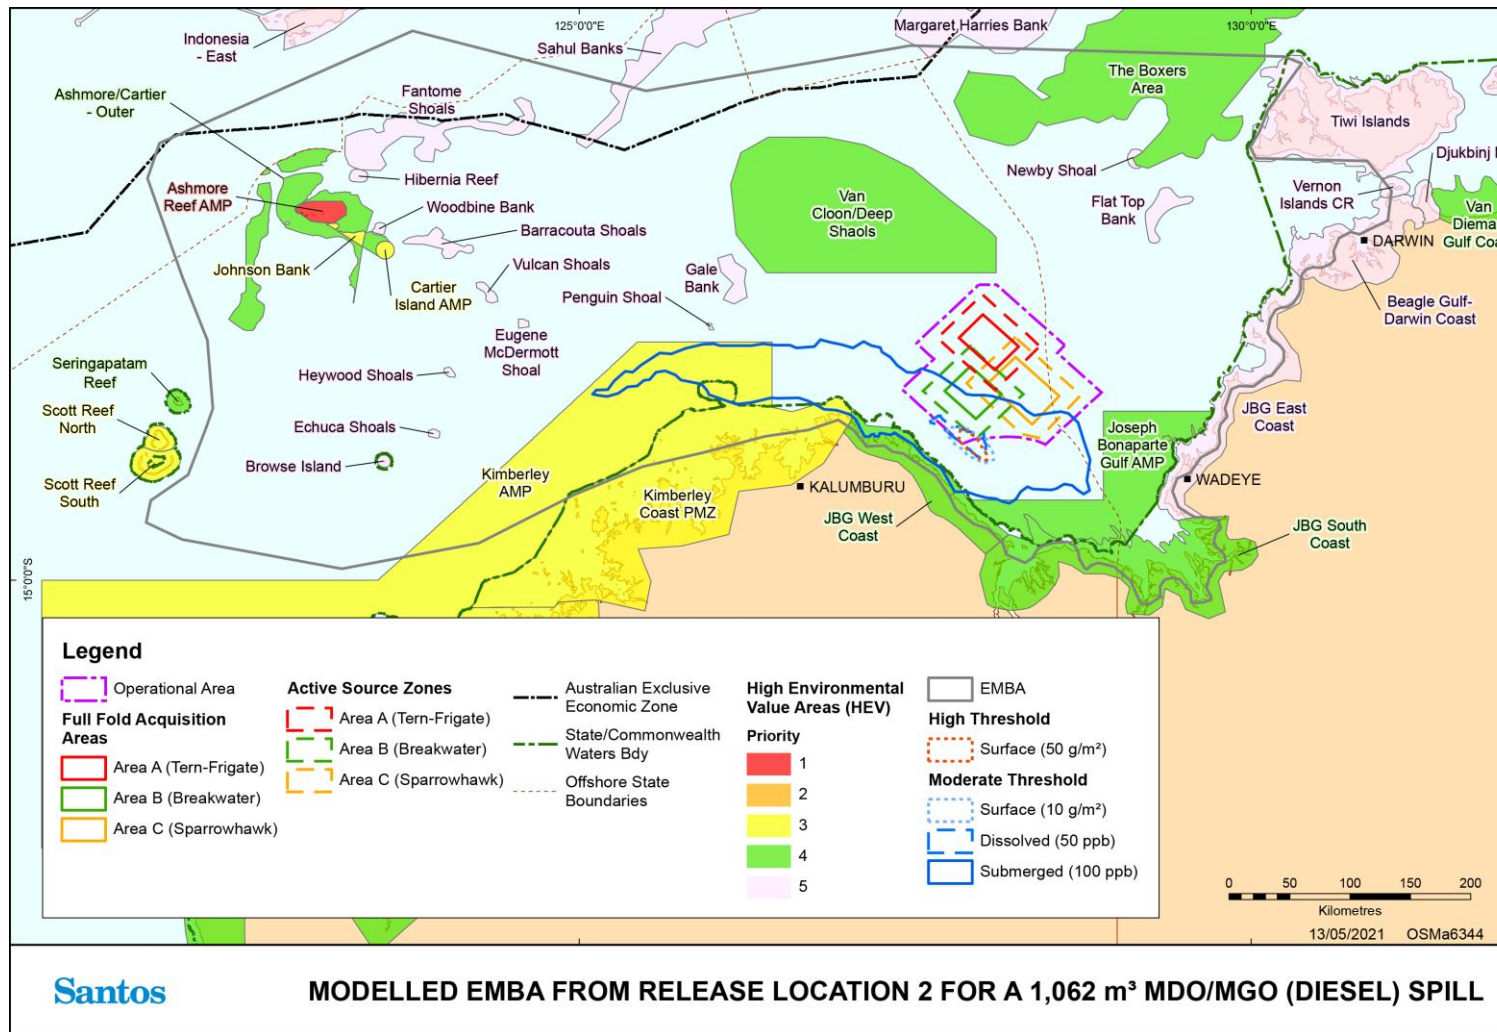 125°0'0"E
130°0'0"E
Indonesia
- East
Sahul Banks
Margaret Harries Bank
The Boxers
Area
Ashmore/Cartier
- Outer
Fantome
Shoals
Tiwi Islands
Newby Shoal
Djukbinj
Ashmore
Reef AMP
Hibernia Reef
Woodbine Bank
Barracouta Shoals
Van
Cloon/Deep
Shaols
Flat Top
Bank
Vernon
Islands CR
Van
Diema
Gulf Coa
DARWIN
Johnson Bank
Cartier
Island AMP
Vulcan Shoals
Gale
Bank
Penguin Shoal
Beagle Gulf-
Darwin Coast
Eugene
McDermott
Shoal
Seringapatam
Reef
Heywood Shoals
Scott Reef
North
Echuca Shoals
Browse Island
Scott Reef
South
Kimberley
AMP
Kimberley
Coast PMZ
KALUMBURU
JBG West
Coast
Joseph
Bonaparte
Gulf AMP
JBG East
Coast
WADEYE
JBG South
Coast
15°0'0"S
Legend
Operational Area
Full Fold Acquisition
Areas
Area A (Tern-Frigate)
Area B (Breakwater)
Area C (Sparrowhawk)
Active Source Zones
Area A (Tern-Frigate)
Area B (Breakwater)
Area C (Sparrowhawk)
Australian Exclusive
Economic Zone
State/Commonwealth
Waters Bdy
Offshore State
Boundaries
High Environmental
Value Areas (HEV)
Priority
1
2
3
4
5
EMBA
High Threshold
Surface (50 g/m²)
Moderate Threshold
Surface (10 g/m²)
Dissolved (50 ppb)
Submerged (100 ppb)
0 50 100 150 200
Kilometres
13/05/2021 OSMa6344
Santos
MODELLED EMBA FROM RELEASE LOCATION 2 FOR A 1,062 m³ MDO/MGO (DIESEL) SPILL